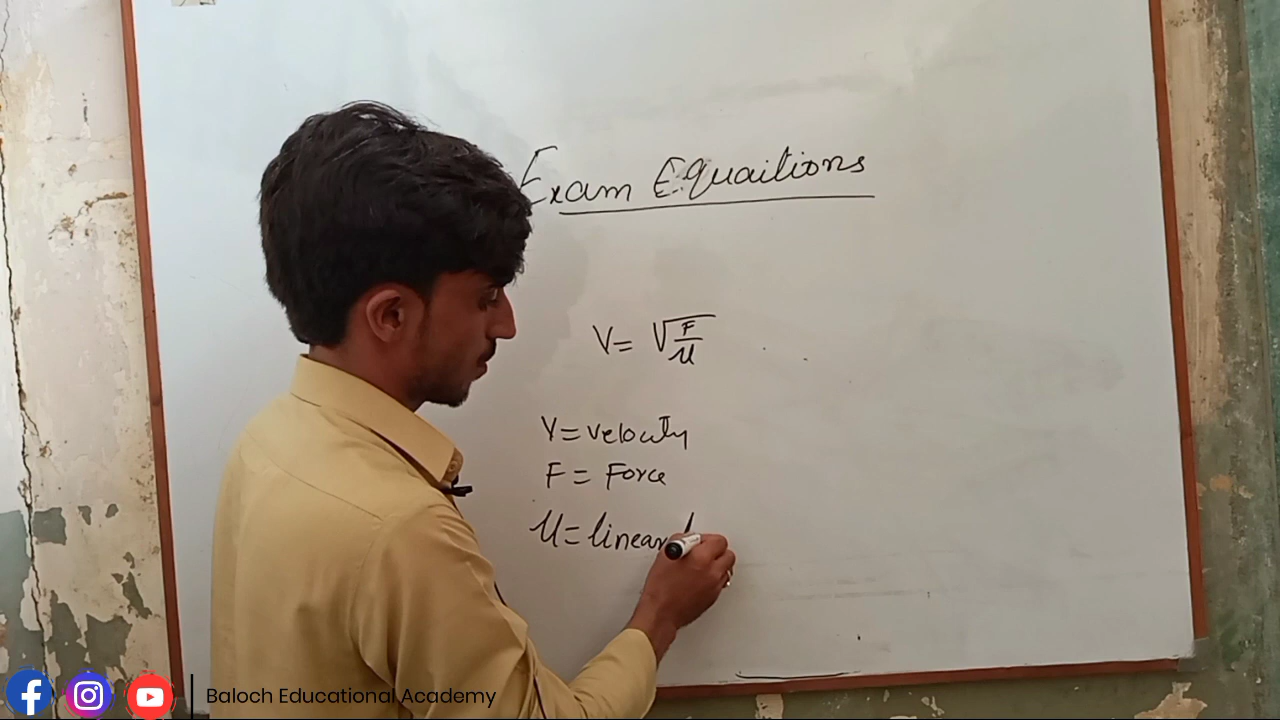 Exam Equaitions
V = √F/μ
V = velocity
F = Force
μ = linear
Baloch Educational Academy